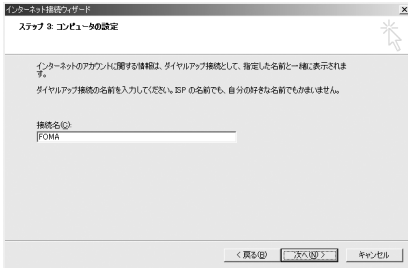 インターネット接続ウィザード
ステップ 3: コンピュータの設定
インターネットのアカウントに関する情報は、ダイヤルアップ接続として、指定した名前と一緒に表示されま
す。
ダイヤルアップ接続の名前を入力してください。ISP の名前でも、自分の好きな名前でもかまいません。
接続名(C):
FOMA
< 戻る(B) 次へ(N) > キャンセル